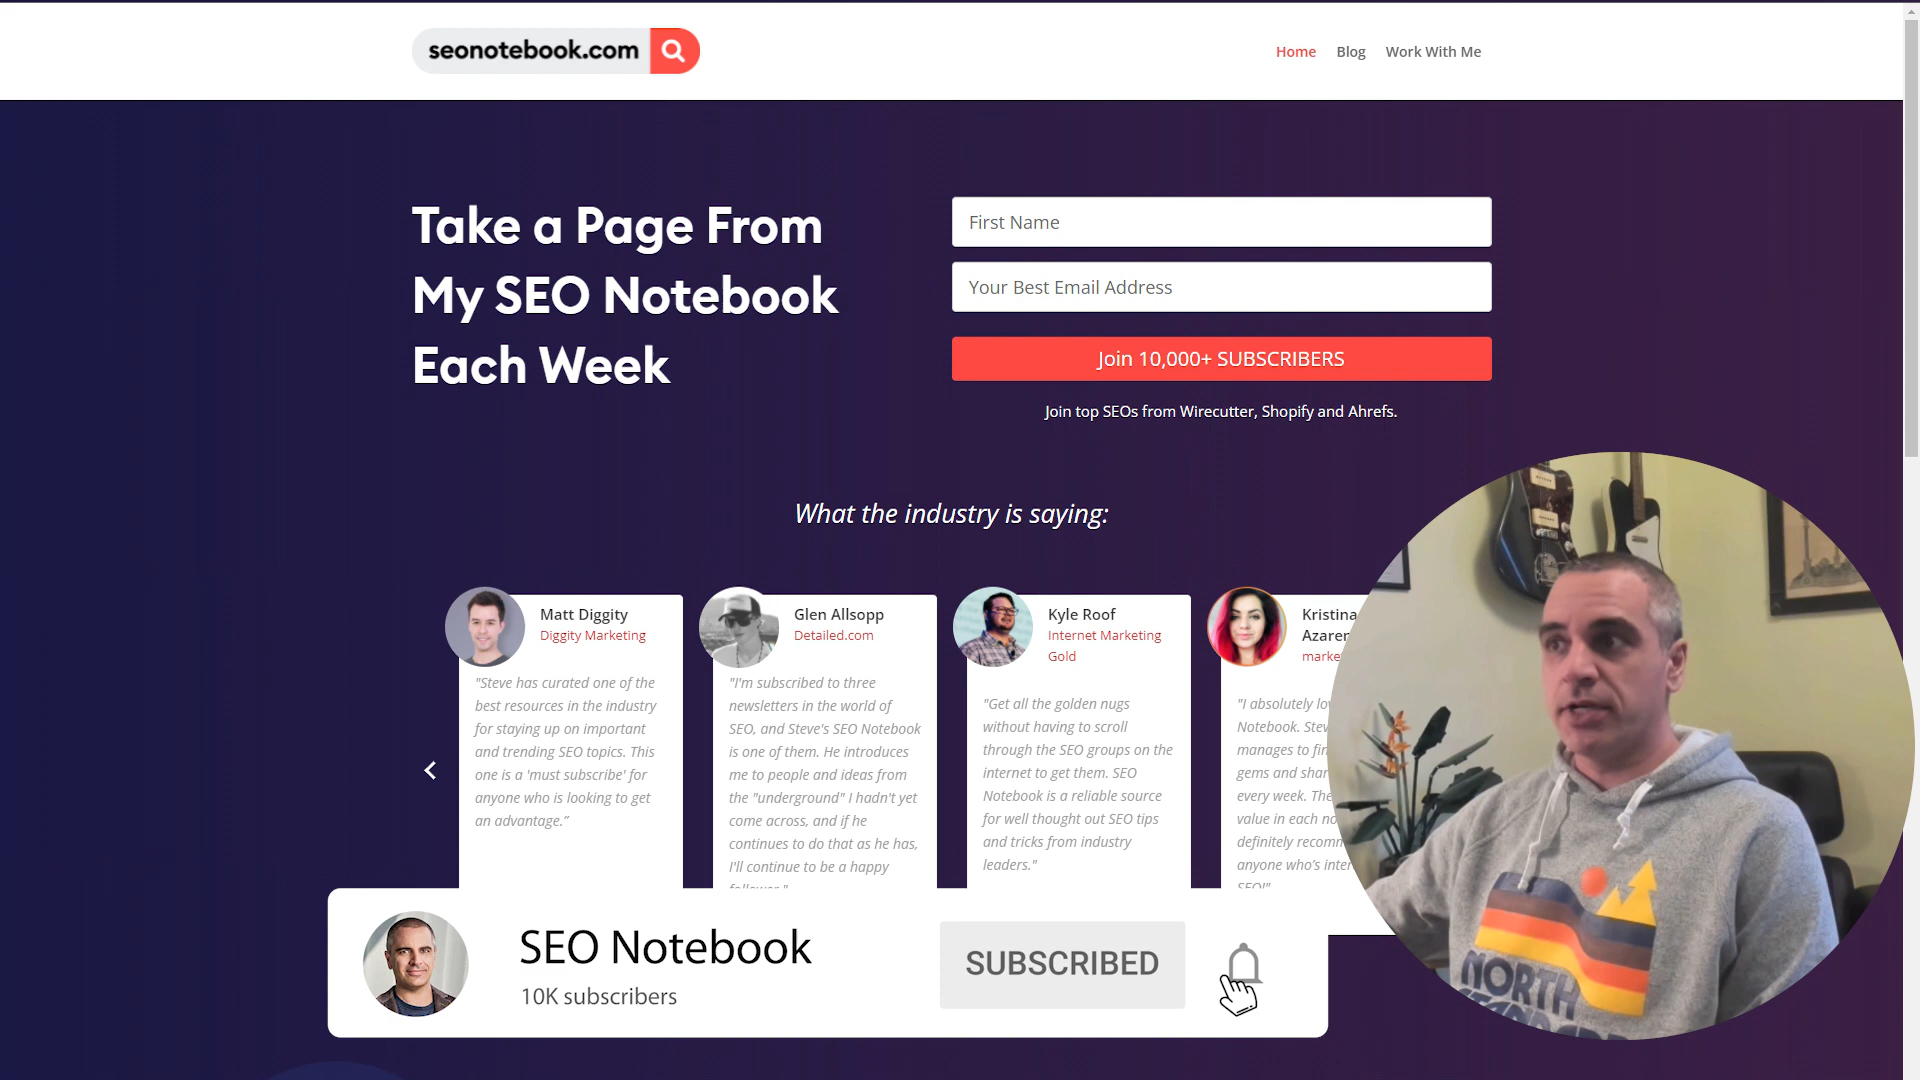 seonotebook.com
Home Blog Work With Me
Take a Page From
My SEO Notebook
Each Week
First Name
Your Best Email Address
Join 10,000+ SUBSCRIBERS
Join top SEOs from Wirecutter, Shopify and Ahrefs.
What the industry is saying:
Matt Diggity
Diggity Marketing
"Steve has curated one of the
best resources in the industry
for staying up on important
and trending SEO topics. This
one is a 'must subscribe' for
anyone who is looking to get
an advantage.”
Glen Allsopp
Detailed.com
"I'm subscribed to three
newsletters in the world of
SEO, and Steve's SEO Notebook
is one of them. He introduces
me to people and ideas from
the "underground" I hadn't yet
come across, and if he
continues to do that as he has,
I'll continue to be a happy
follower."
Kyle Roof
Internet Marketing
Gold
"Get all the golden nugs
without having to scroll
through the SEO groups on the
internet to get them. SEO
Notebook is a reliable source
for well thought out SEO tips
and tricks from industry
leaders."
Kristina
"I absolutely
Notebook.
manages to
gems and
every week.
value in each
definitely
anyone who’s
SEO!"
SEO Notebook
10K subscribers
SUBSCRIBED
NORTH